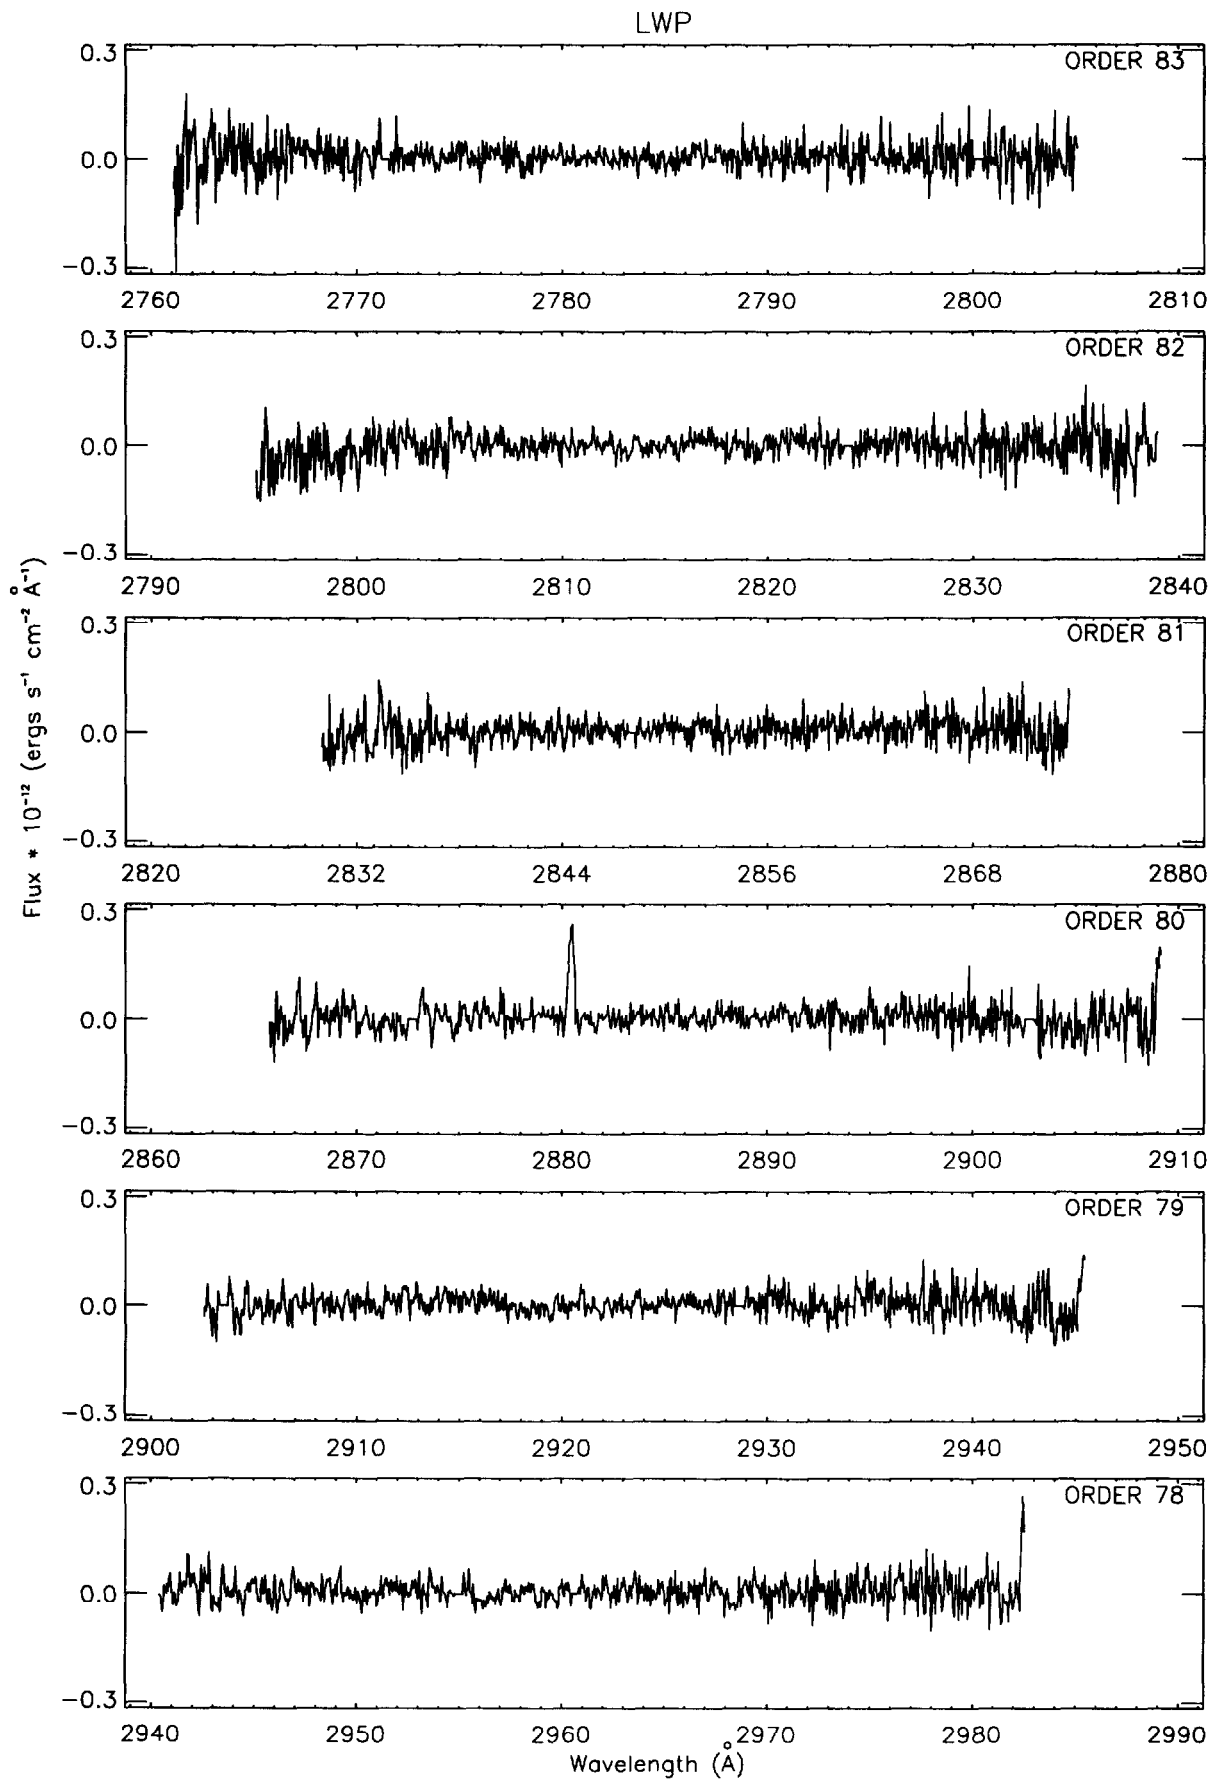 LWP
ORDER 83
0.3
0.0
−0.3
2760 2770 2780 2790 2800 2810
ORDER 82
0.3
0.0
−0.3
2790 2800 2810 2820 2830 2840
ORDER 81
0.3
0.0
−0.3
2820 2832 2844 2856 2868 2880
ORDER 80
0.3
0.0
−0.3
2860 2870 2880 2890 2900 2910
ORDER 79
0.3
0.0
−0.3
2900 2910 2920 2930 2940 2950
ORDER 78
0.3
0.0
−0.3
2940 2950 2960 2970 2980 2990
Wavelength (Å)
Flux * 10⁻¹² (ergs s⁻¹ cm⁻² Å⁻¹)